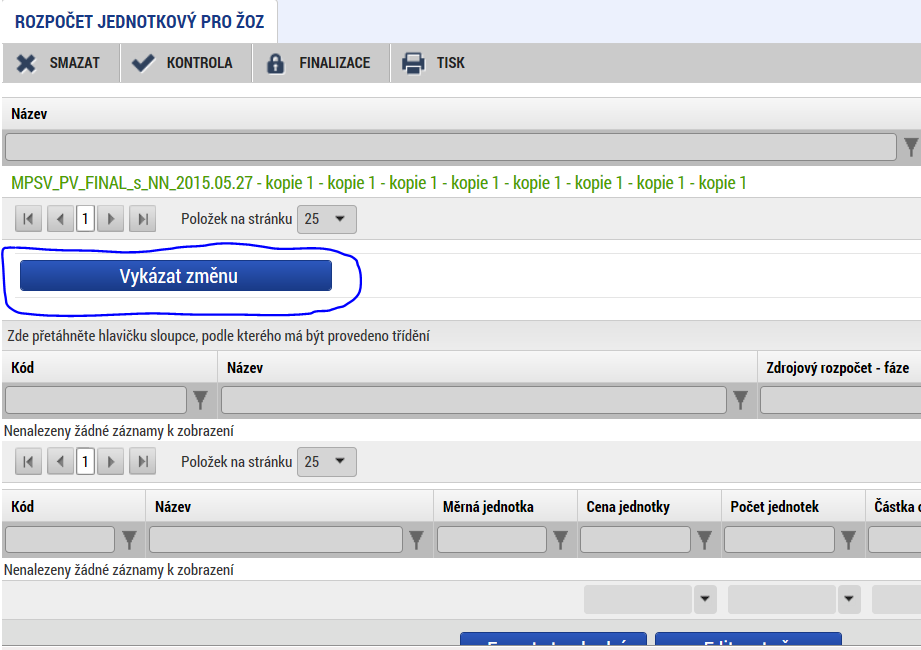 ROZPOČET JEDNOTKOVÝ PRO ŽOZ
SMAZAT KONTROLA FINALIZACE TISK
Název
MPSV_PV_FINAL_s_NN_2015.05.27 - kopie 1 - kopie 1 - kopie 1 - kopie 1 - kopie 1 - kopie 1 - kopie 1 - kopie 1
1 Položek na stránku 25
Vykázat změnu
Zde přetáhněte hlavičku sloupce, podle kterého má být provedeno třídění
Kód Název Zdrojový rozpočet - fáze
Nenalezeny žádné záznamy k zobrazení
1 Položek na stránku 25
Kód Název Měrná jednotka Cena jednotky Počet jednotek Částka
Nenalezeny žádné záznamy k zobrazení